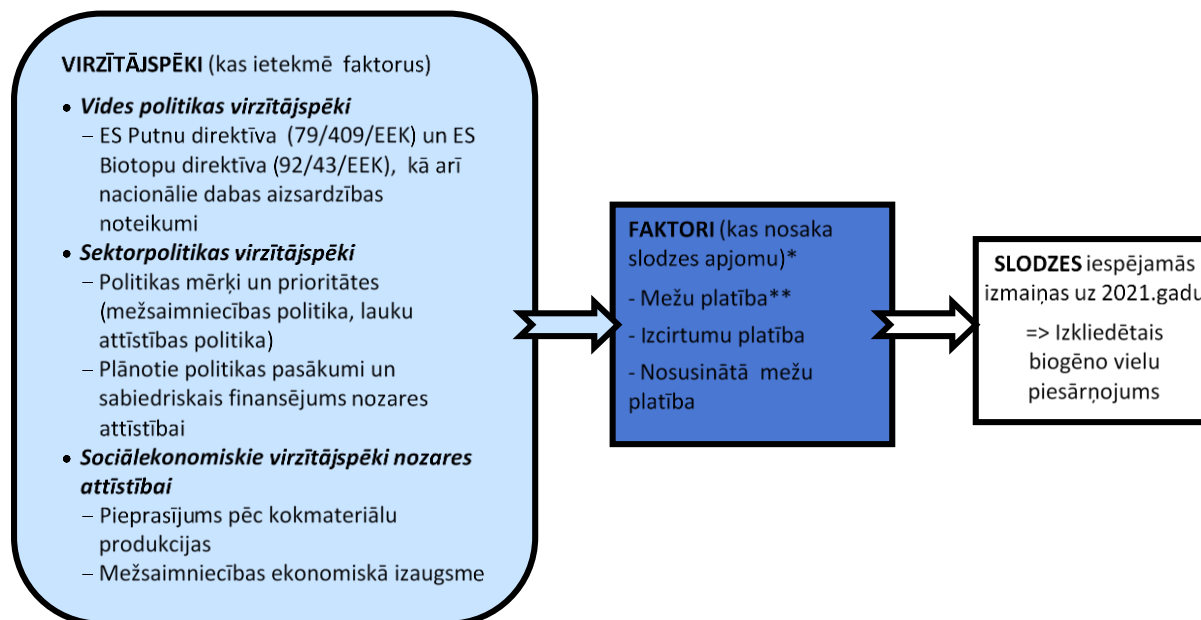 VIRZĪTĀJSPĒKI (kas ietekmē faktorus)
• Vides politikas virzītājspēki
– ES Putnu direktīva (79/409/EEK) un ES
Biotopu direktīva (92/43/EEK), kā arī
nacionālie dabas aizsardzības
noteikumi
• Sektorpolitikas virzītājspēki
– Politikas mērķi un prioritātes
(mežsaimniecības politika, lauku
attīstības politika)
– Plānotie politikas pasākumi un
sabiedriskais finansējums nozares
attīstībai
• Sociālekonomiskie virzītājspēki nozares
attīstībai
– Pieprasījums pēc kokmateriālu
produkcijas
– Mežsaimniecības ekonomiskā izaugsme
FAKTORI (kas nosaka
slodzes apjomu)*
- Mežu platība**
- Izcirtumu platība
- Nosusinātā mežu
platība
SLODZES iespējamās
izmaiņas uz 2021.gadu
=> Izkliedētais
biogēno vielu
piesārņojums